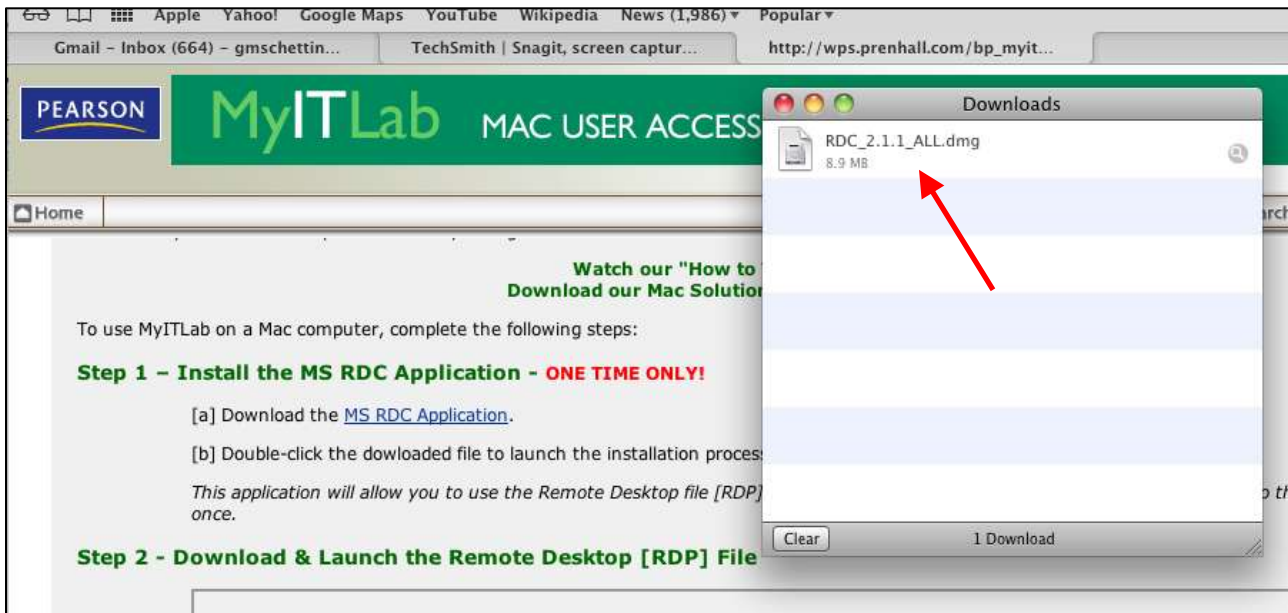 Apple Yahoo! Google Maps YouTube Wikipedia News (1,986)▾ Popular▾
Gmail – Inbox (664) – gmschettin... TechSmith | Snagit, screen captur... http://wps.prenhall.com/bp_myit...
PEARSON
MyITLab MAC USER ACCESS
Downloads
RDC_2.1.1_ALL.dmg
8.9 MB
Home
Watch our "How to
Download our Mac Solution
To use MyITLab on a Mac computer, complete the following steps:
Step 1 – Install the MS RDC Application - ONE TIME ONLY!
[a] Download the MS RDC Application.
[b] Double-click the dowloaded file to launch the installation process
This application will allow you to use the Remote Desktop file [RDP]
once.
Clear 1 Download
Step 2 - Download & Launch the Remote Desktop [RDP] File